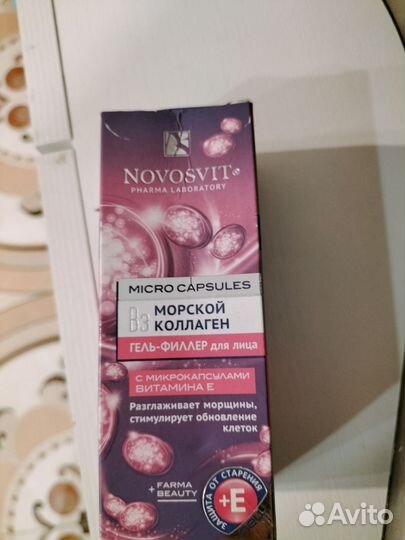 NOVOSVIT
PHARMA LABORATORY
MICRO CAPSULES
B3 МОРСКОЙ
КОЛЛАГЕН
ГЕЛЬ-ФИЛЛЕР для лица
С МИКРОКАПСУЛАМИ
ВИТАМИНА Е
Разглаживает морщины,
стимулирует обновление
клеток
+ FARMA
BEAUTY
ЗАЩИТА ОТ СТАРЕНИЯ
+E
Avito